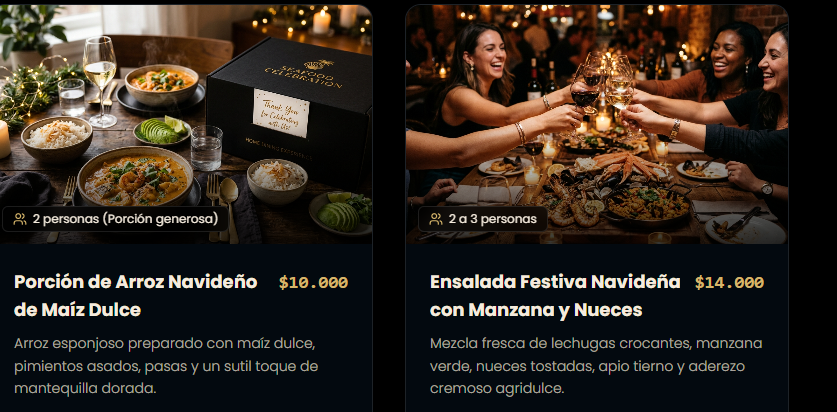 SEAFOOD
CELEBRATION
Thank You
for Celebrating
with Us!
2 personas (Porción generosa)
Porción de Arroz Navideño
de Maíz Dulce
$10.000
Arroz esponjoso preparado con maíz dulce,
pimientos asados, pasas y un sutil toque de
mantequilla dorada.
2 a 3 personas
Ensalada Festiva Navideña
con Manzana y Nueces
$14.000
Mezcla fresca de lechugas crocantes, manzana
verde, nueces tostadas, apio tierno y aderezo
cremoso agridulce.